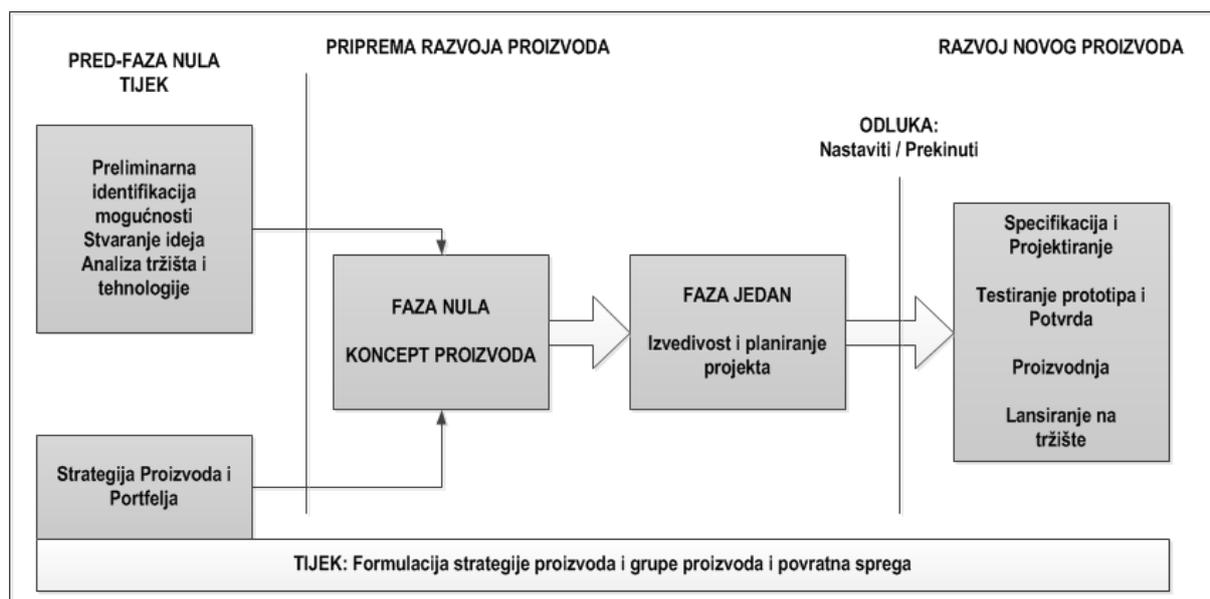 PRED-FAZA NULA
TIJEK
PRIPREMA RAZVOJA PROIZVODA
RAZVOJ NOVOG PROIZVODA
Preliminarna
identifikacija
mogućnosti
Stvaranje ideja
Analiza tržišta i
tehnologije
Strategija Proizvoda i
Portfelja
FAZA NULA
KONCEPT PROIZVODA
FAZA JEDAN
Izvedivost i planiranje
projekta
ODLUKA:
Nastaviti / Prekinuti
Specifikacija i
Projektiranje
Testiranje prototipa i
Potvrda
Proizvodnja
Lansiranje na
tržište
TIJEK: Formulacija strategije proizvoda i grupe proizvoda i povratna sprega